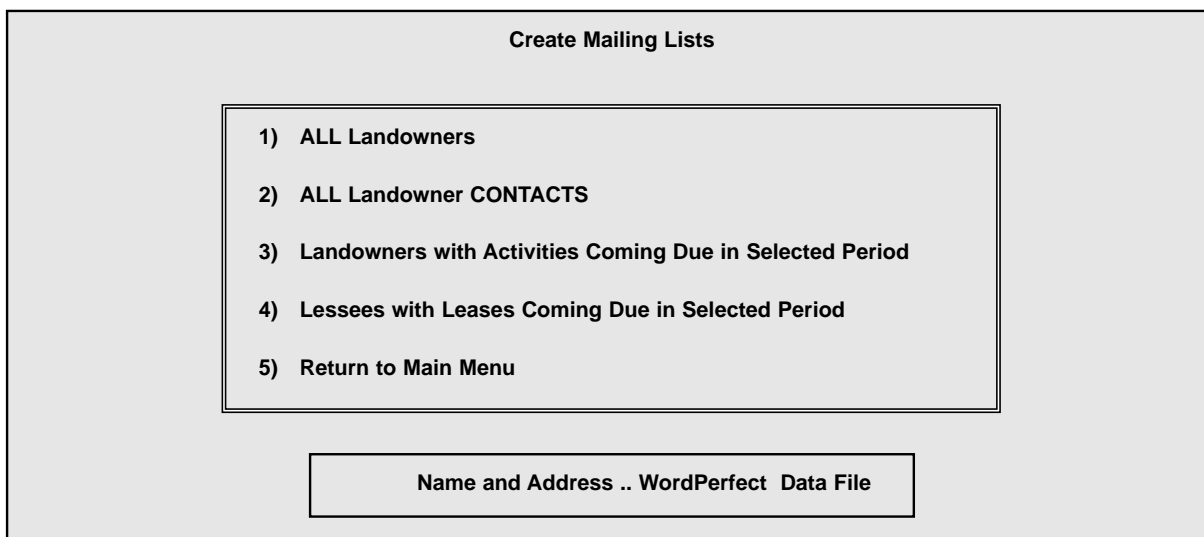 Create Mailing Lists
1) ALL Landowners
2) ALL Landowner CONTACTS
3) Landowners with Activities Coming Due in Selected Period
4) Lessees with Leases Coming Due in Selected Period
5) Return to Main Menu
Name and Address .. WordPerfect Data File